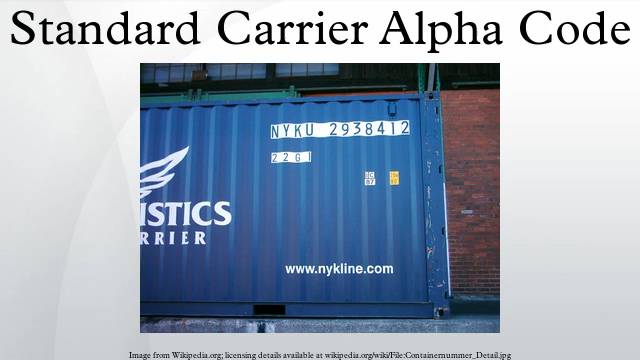 Standard Carrier Alpha Code
NYKU 2938412
22G1
ISTICS
RRIER
www.nykline.com
Image from Wikipedia.org; licensing details available at wikipedia.org/wiki/File:Containernummer_Detail.jpg